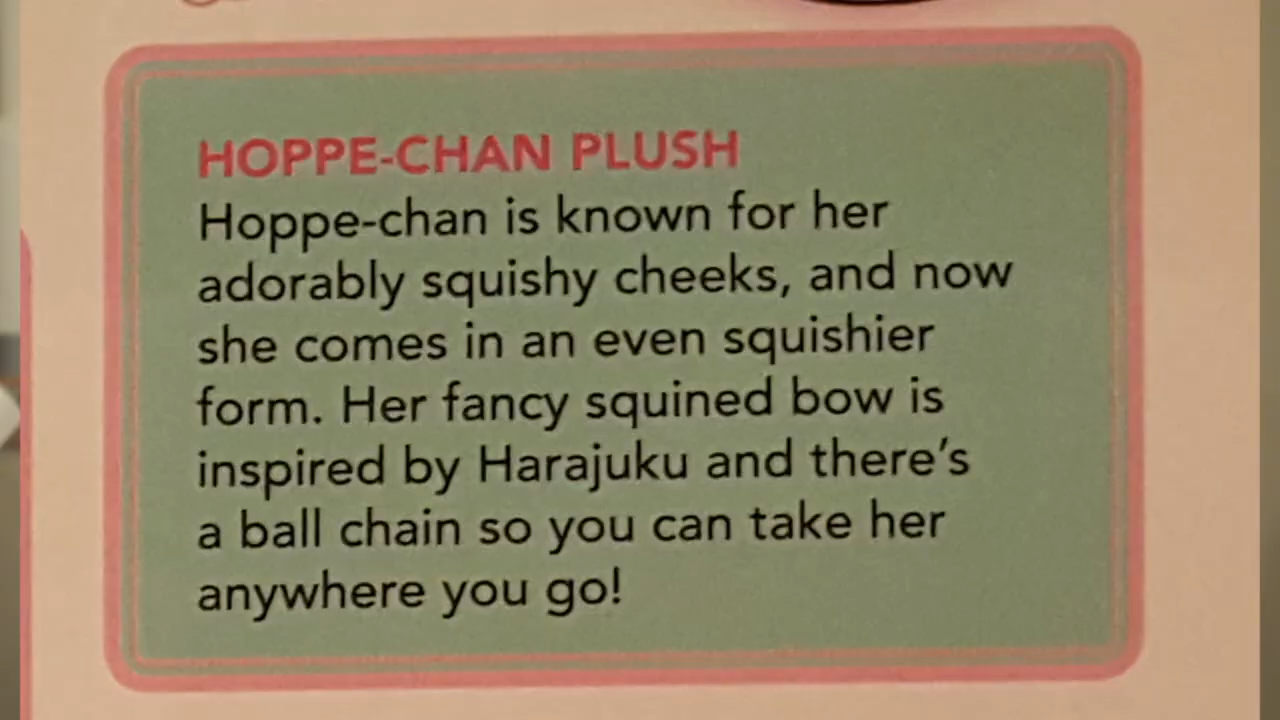 HOPPE-CHAN PLUSH
Hoppe-chan is known for her
adorably squishy cheeks, and now
she comes in an even squishier
form. Her fancy squined bow is
inspired by Harajuku and there's
a ball chain so you can take her
anywhere you go!